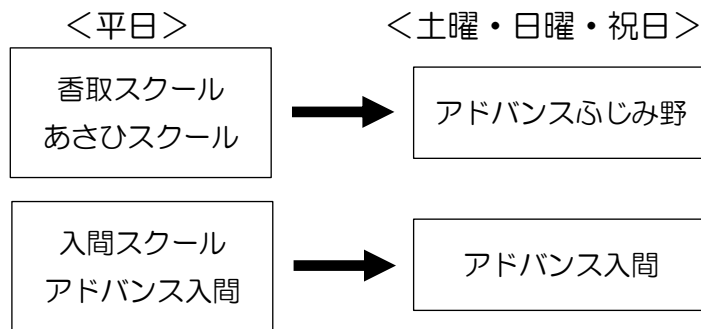 <平日>
<土曜・日曜・祝日>
香取スクール
あさひスクール
アドバンスふじみ野
入間スクール
アドバンス入間
アドバンス入間